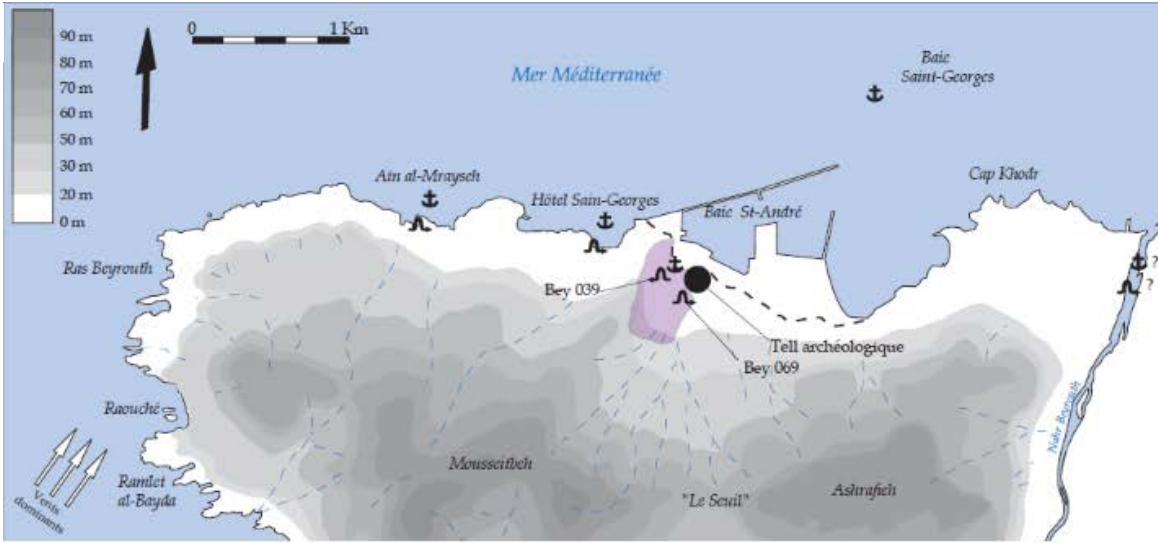 90 m
80 m
70 m
60 m
50 m
30 m
20 m
0 m
0 1 Km
Mer Méditerranée
Baie
Saint-Georges
Ain al-Mrayseh
Hôtel Sain-Georges
Baie St-André
Cap Khodr
Ras Beyrouth
Bey 039
?
?
Tell archéologique
Bey 069
Raouché
Nahr Beyrouth
Mousseitbeh
Ramlet
al-Bayda
"Le Seuil"
Ashrafieh
Vents
dominants